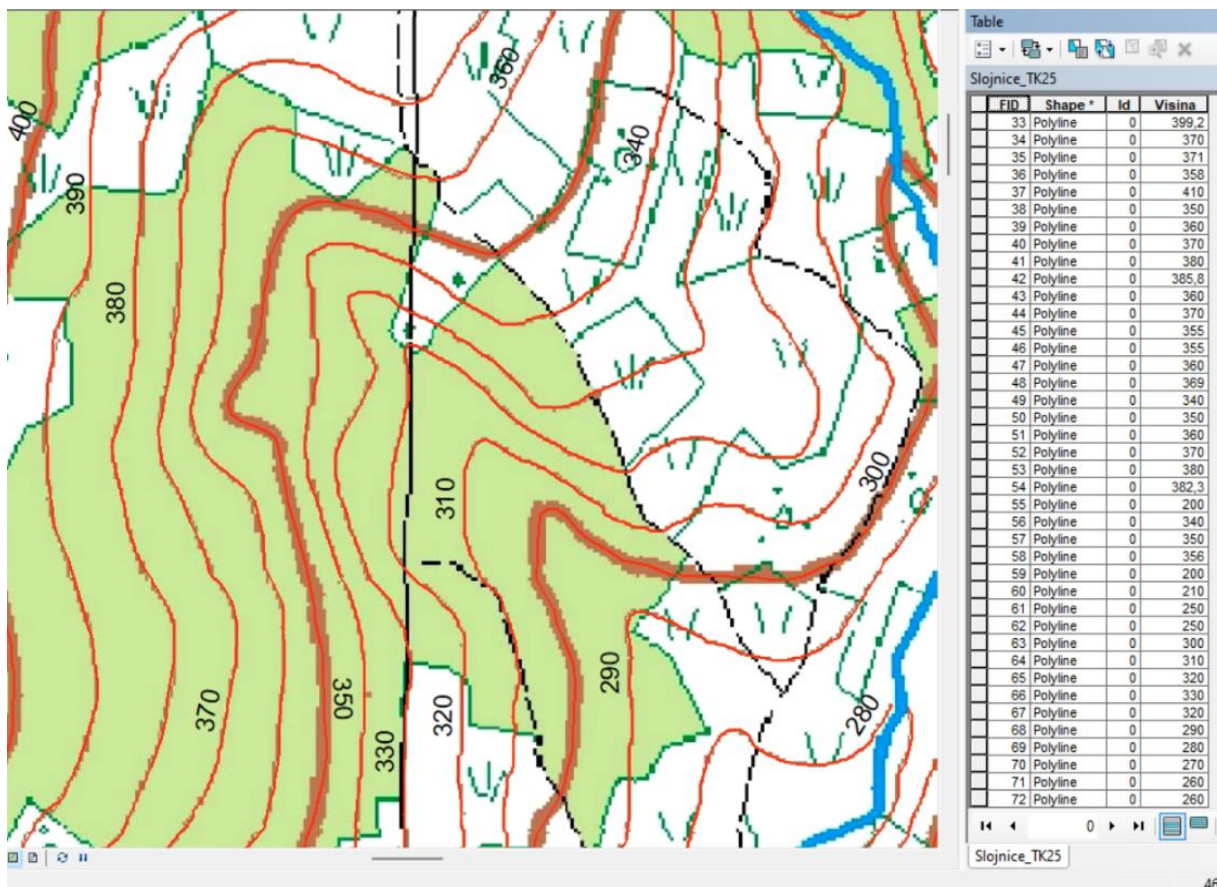 Table
Slojnice_TK25
FID Shape * Id Visina
33 Polyline 0 399,2
34 Polyline 0 370
35 Polyline 0 371
36 Polyline 0 358
37 Polyline 0 410
38 Polyline 0 350
39 Polyline 0 360
40 Polyline 0 370
41 Polyline 0 380
42 Polyline 0 385,8
43 Polyline 0 360
44 Polyline 0 370
45 Polyline 0 355
46 Polyline 0 355
47 Polyline 0 360
48 Polyline 0 369
49 Polyline 0 340
50 Polyline 0 350
51 Polyline 0 360
52 Polyline 0 370
53 Polyline 0 380
54 Polyline 0 382,3
55 Polyline 0 200
56 Polyline 0 340
57 Polyline 0 350
58 Polyline 0 356
59 Polyline 0 200
60 Polyline 0 210
61 Polyline 0 250
62 Polyline 0 250
63 Polyline 0 300
64 Polyline 0 310
65 Polyline 0 320
66 Polyline 0 330
67 Polyline 0 320
68 Polyline 0 290
69 Polyline 0 280
70 Polyline 0 270
71 Polyline 0 260
72 Polyline 0 260
0
Slojnice_TK25
46
400
360
340
390
380
300
310
290
370
350
330
320
280